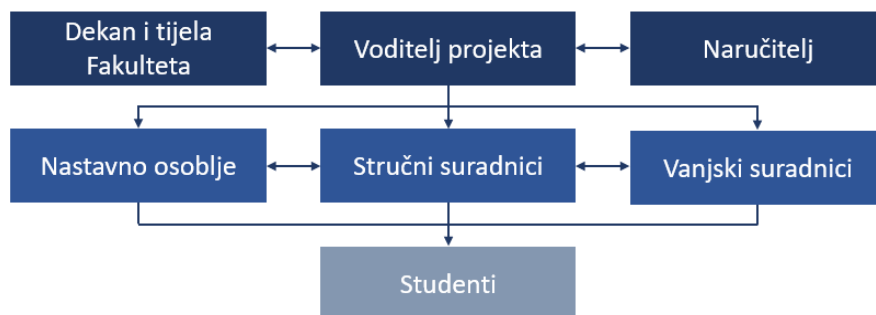 Dekan i tijela
Fakulteta
Voditelj projekta
Naručitelj
Nastavno osoblje
Stručni suradnici
Vanjski suradnici
Studenti